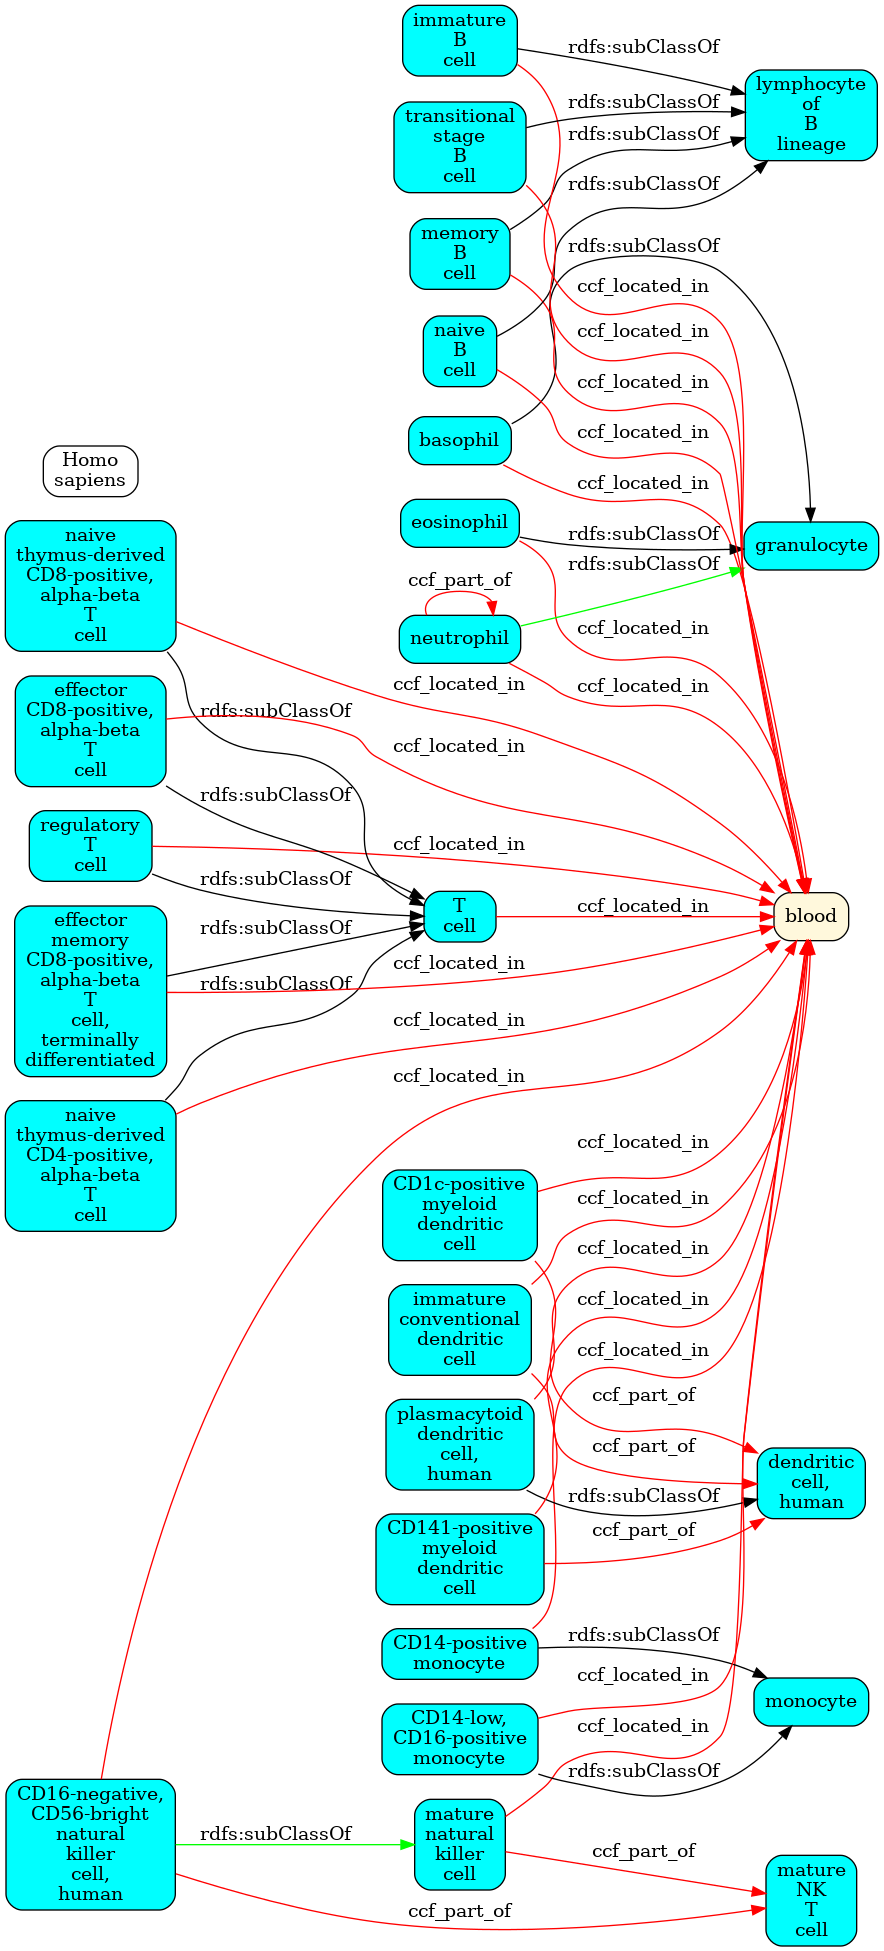 immature
B
cell
rdfs:subClassOf
lymphocyte
of
B
lineage
transitional
stage
B
cell
rdfs:subClassOf
rdfs:subClassOf
memory
B
cell
rdfs:subClassOf
rdfs:subClassOf
ccf_located_in
naive
B
cell
ccf_located_in
ccf_located_in
basophil
ccf_located_in
Homo
sapiens
ccf_located_in
eosinophil
rdfs:subClassOf
granulocyte
naive
thymus-derived
CD8-positive,
alpha-beta
T
cell
rdfs:subClassOf
ccf_part_of
neutrophil
ccf_located_in
ccf_located_in
ccf_located_in
effector
CD8-positive,
alpha-beta
T
cell
rdfs:subClassOf
ccf_located_in
rdfs:subClassOf
regulatory
T
cell
ccf_located_in
rdfs:subClassOf
T
cell
ccf_located_in
blood
effector
memory
CD8-positive,
alpha-beta
T
cell,
terminally
differentiated
rdfs:subClassOf
ccf_located_in
rdfs:subClassOf
ccf_located_in
naive
thymus-derived
CD4-positive,
alpha-beta
T
cell
ccf_located_in
ccf_located_in
CD1c-positive
myeloid
dendritic
cell
ccf_located_in
ccf_located_in
immature
conventional
dendritic
cell
ccf_located_in
ccf_located_in
ccf_part_of
plasmacytoid
dendritic
cell,
human
ccf_part_of
dendritic
cell,
human
rdfs:subClassOf
CD141-positive
myeloid
dendritic
cell
ccf_part_of
CD14-positive
monocyte
rdfs:subClassOf
ccf_located_in
monocyte
CD14-low,
CD16-positive
monocyte
ccf_located_in
rdfs:subClassOf
CD16-negative,
CD56-bright
natural
killer
cell,
human
rdfs:subClassOf
mature
natural
killer
cell
ccf_part_of
ccf_part_of
mature
NK
T
cell